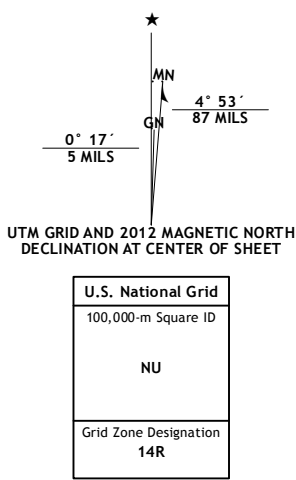 ★
MN
4° 53´
87 MILS
GN
0° 17´
5 MILS
UTM GRID AND 2012 MAGNETIC NORTH
DECLINATION AT CENTER OF SHEET
U.S. National Grid
100,000-m Square ID
NU
Grid Zone Designation
14R